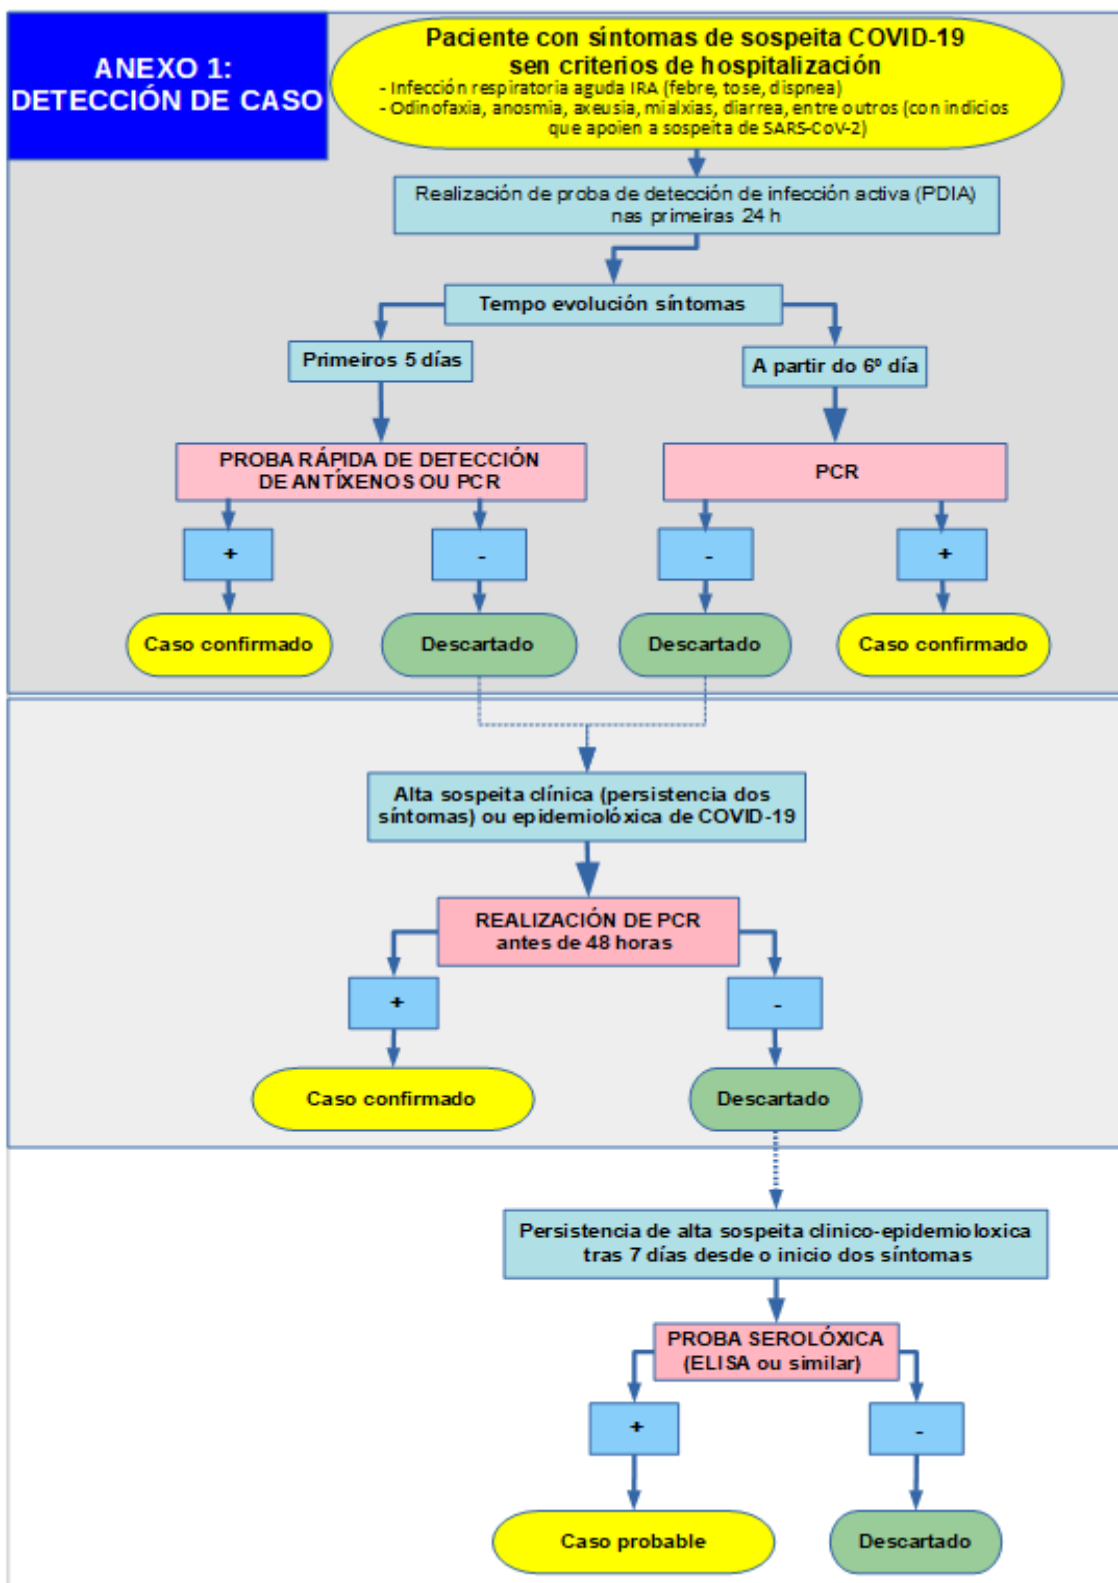 ANEXO 1:
DETECCIÓN DE CASO
Paciente con síntomas de sospeita COVID-19
sen criterios de hospitalización
- Infección respiratoria aguda IRA (febre, tose, dispnea)
- Odinofaxia, anosmia, axeusia, mialxias, diarrea, entre outros (con indicios
que apoien a sospeita de SARS-CoV-2)
Realización de proba de detección de infección activa (PDIA)
nas primeiras 24 h
Tempo evolución síntomas
Primeiros 5 días
A partir do 6º día
PROBA RÁPIDA DE DETECCIÓN
DE ANTÍXENOS OU PCR
PCR
+
-
-
+
Caso confirmado
Descartado
Descartado
Caso confirmado
Alta sospeita clínica (persistencia dos
síntomas) ou epidemiolóxica de COVID-19
REALIZACIÓN DE PCR
antes de 48 horas
+
-
Caso confirmado
Descartado
Persistencia de alta sospeita clinico-epidemioloxica
tras 7 días desde o inicio dos síntomas
PROBA SEROLÓXICA
(ELISA ou similar)
+
-
Caso probable
Descartado